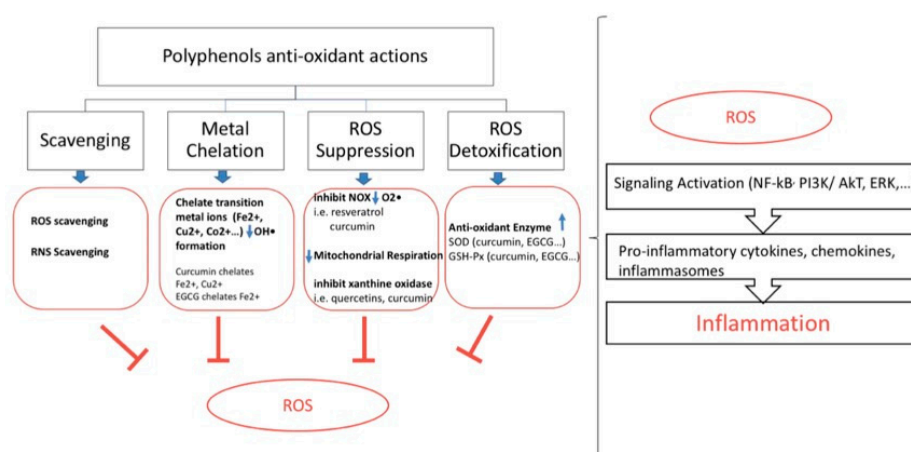 Polyphenols anti-oxidant actions
Scavenging
Metal
Chelation
ROS
Suppression
ROS
Detoxification
ROS scavenging
RNS Scavenging
Chelate transition
metal ions (Fe2+,
Cu2+, Co2+...) OH•
formation
Curcumin chelates
Fe2+, Cu2+
EGCG chelates Fe2+
Inhibit NOX O2•
i.e. resveratrol
curcumin
Mitochondrial Respiration
inhibit xanthine oxidase
i.e. quercetins, curcumin
Anti-oxidant Enzyme
SOD (curcumin, EGCG...)
GSH-Px (curcumin, EGCG...)
ROS
ROS
Signaling Activation (NF-kB· PI3K/ AkT, ERK,...
Pro-inflammatory cytokines, chemokines,
inflammasomes
Inflammation